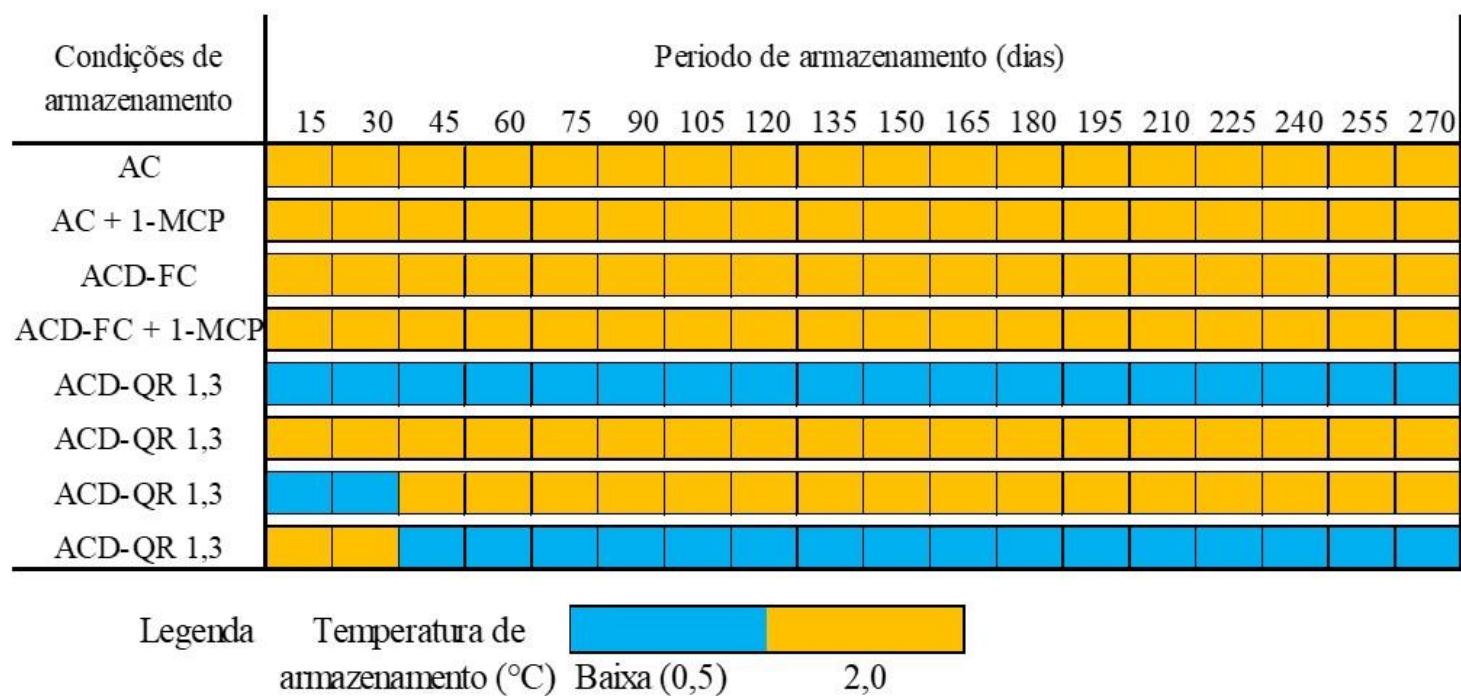 Condições de
armazenamento
Periodo de armazenamento (dias)
15 30 45 60 75 90 105 120 135 150 165 180 195 210 225 240 255 270
AC
AC + 1-MCP
ACD-FC
ACD-FC + 1-MCP
ACD-QR 1,3
ACD-QR 1,3
ACD-QR 1,3
ACD-QR 1,3
Legenda
Temperatura de
armazenamento (°C)
Baixa (0,5)
2,0